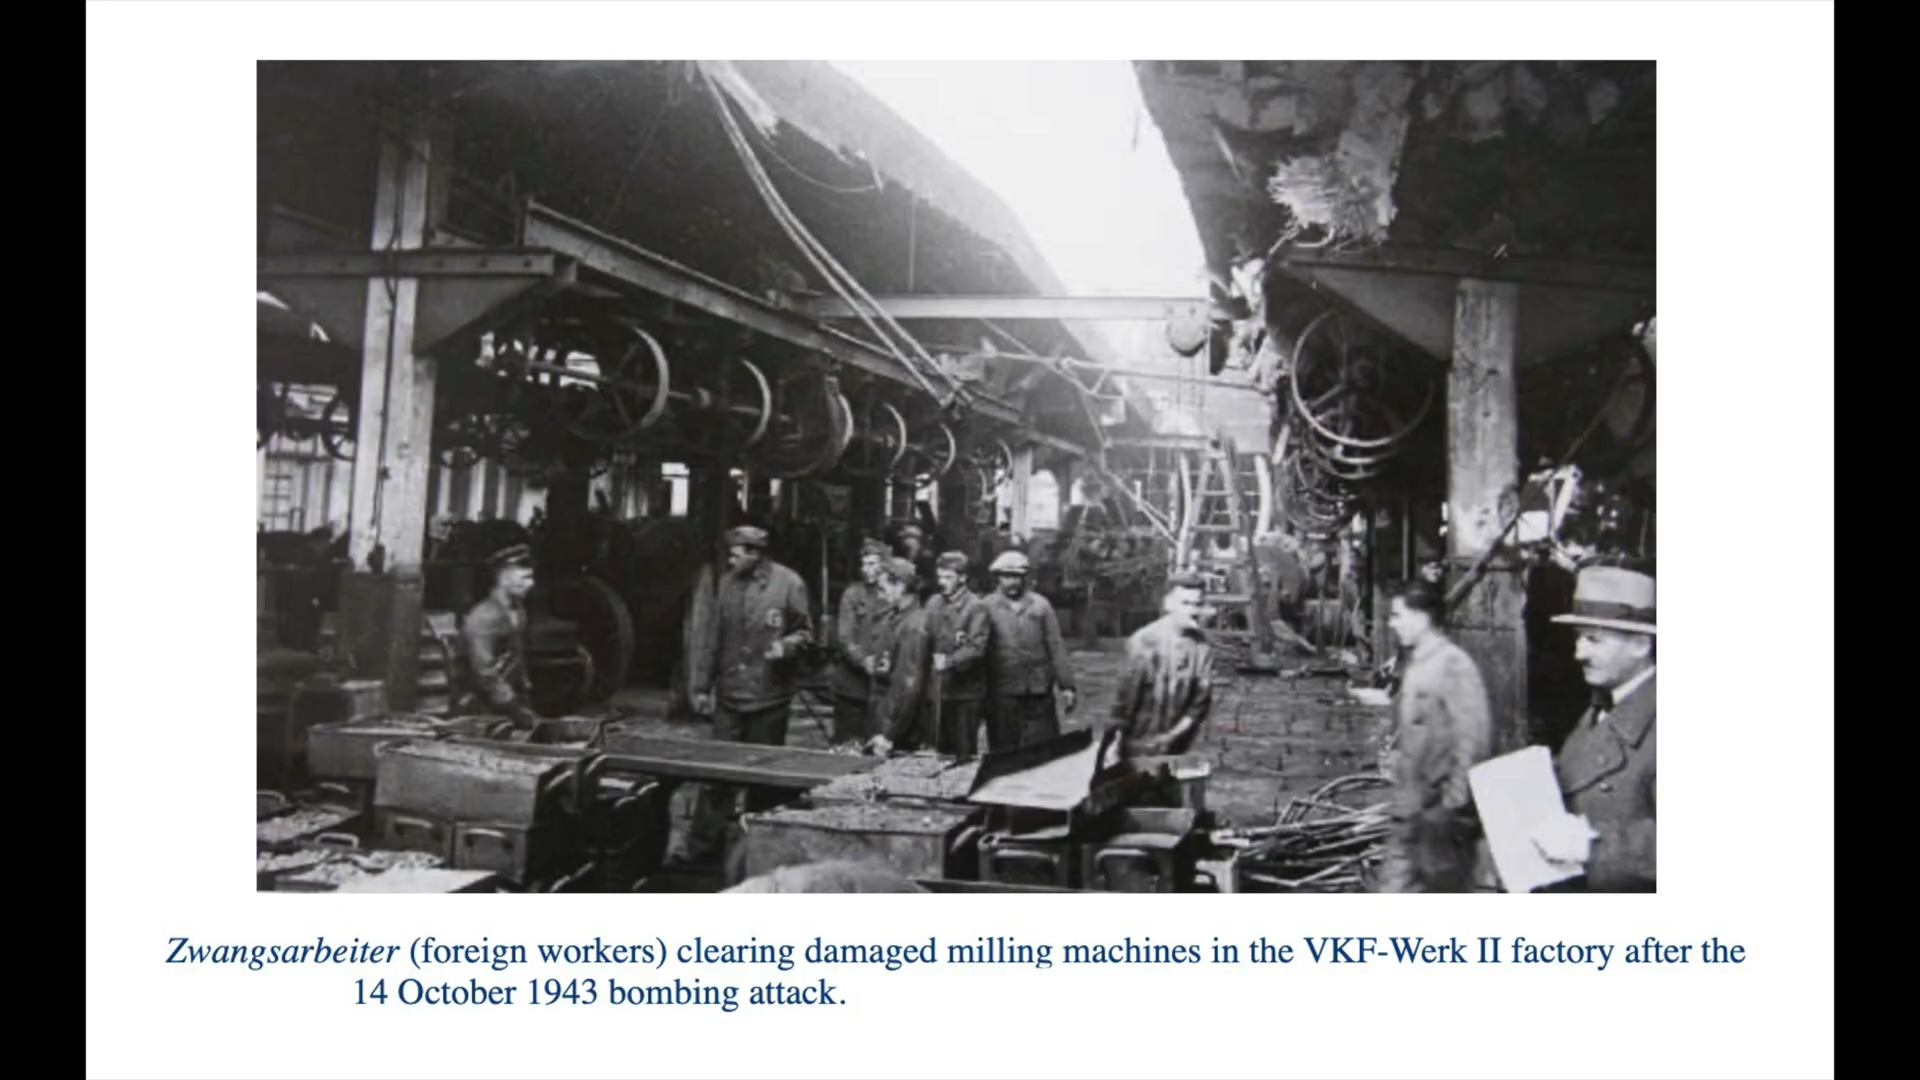 Zwangsarbeiter (foreign workers) clearing damaged milling machines in the VKF-Werk II factory after the
14 October 1943 bombing attack.